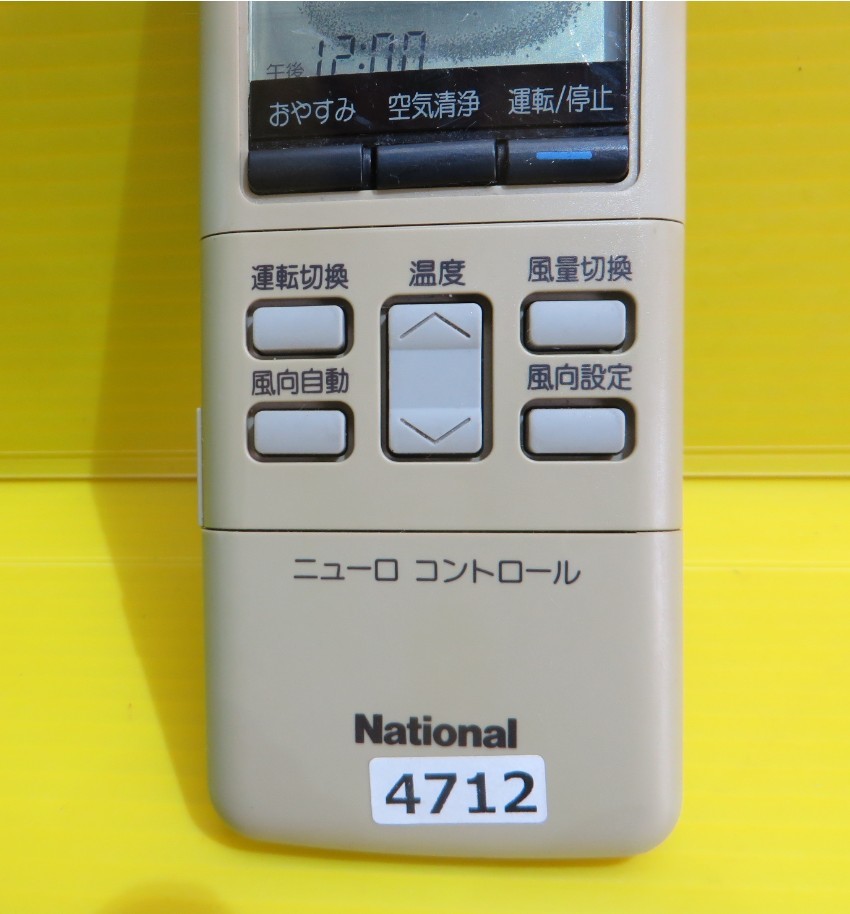 午後 12:00
おやすみ 空気清浄 運転/停止
運転切換 温度 風量切換
風向自動 風向設定
ニューロ コントロール
National
4712